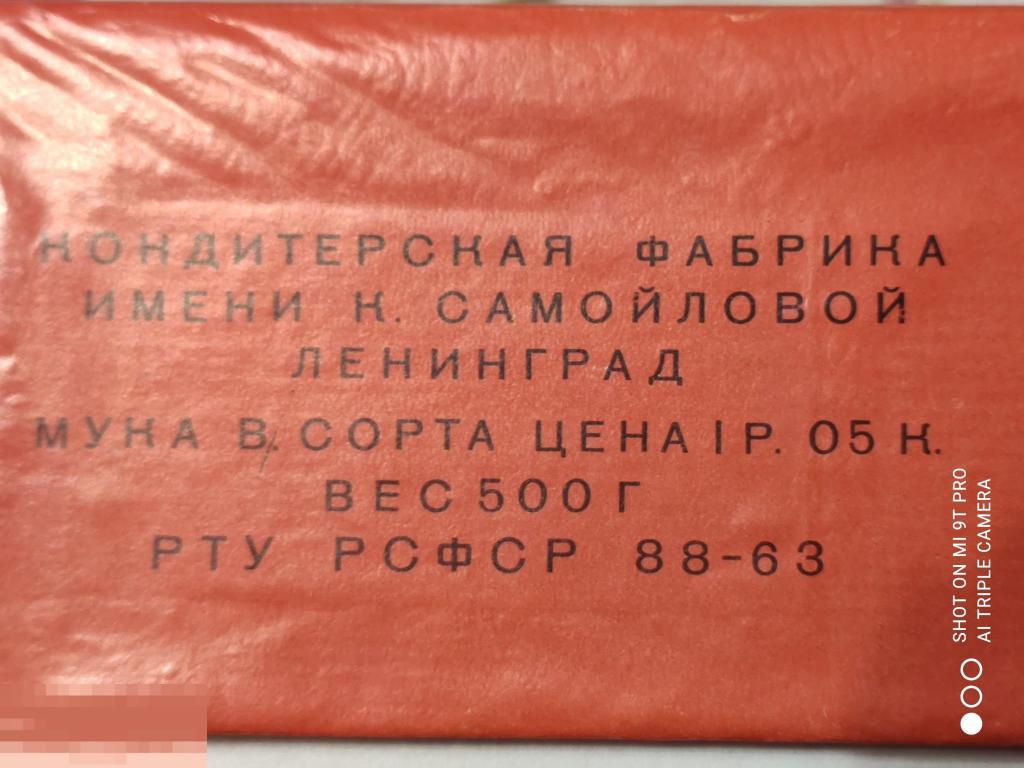 КОНДИТЕРСКАЯ ФАБРИКА
ИМЕНИ К. САМОЙЛОВОЙ
ЛЕНИНГРАД
МУКА В. СОРТА ЦЕНА 1 Р. 05 К.
ВЕС 500 Г
РТУ РСФСР 88-63
SHOT ON MI 9T PRO
AI TRIPLE CAMERA